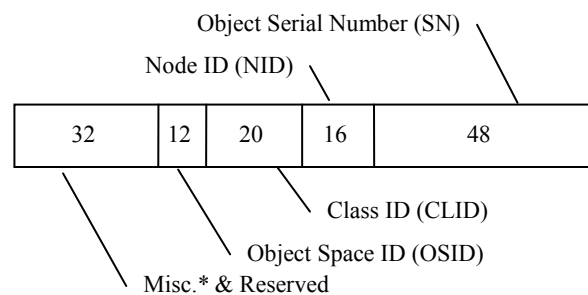 Object Serial Number (SN)
Node ID (NID)
32 12 20 16 48
Class ID (CLID)
Object Space ID (OSID)
Misc.* & Reserved